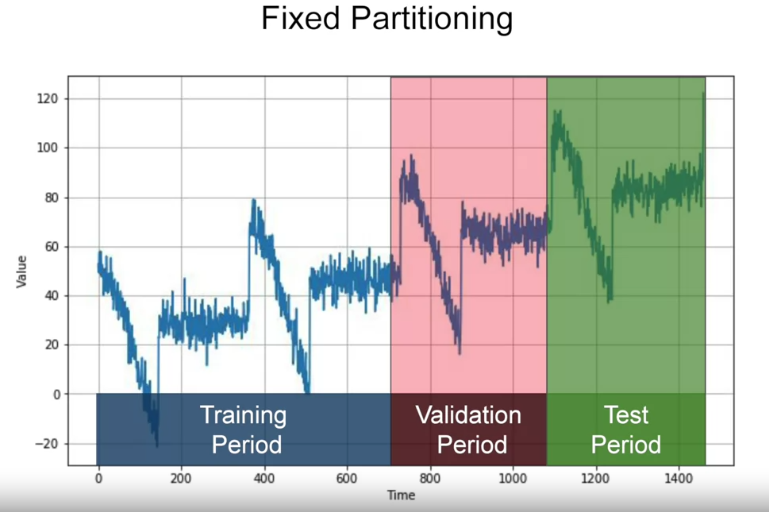 Fixed Partitioning
120
100
80
60
40
20
0
−20
Value
Training
Period
Validation
Period
Test
Period
0 200 400 600 800 1000 1200 1400
Time